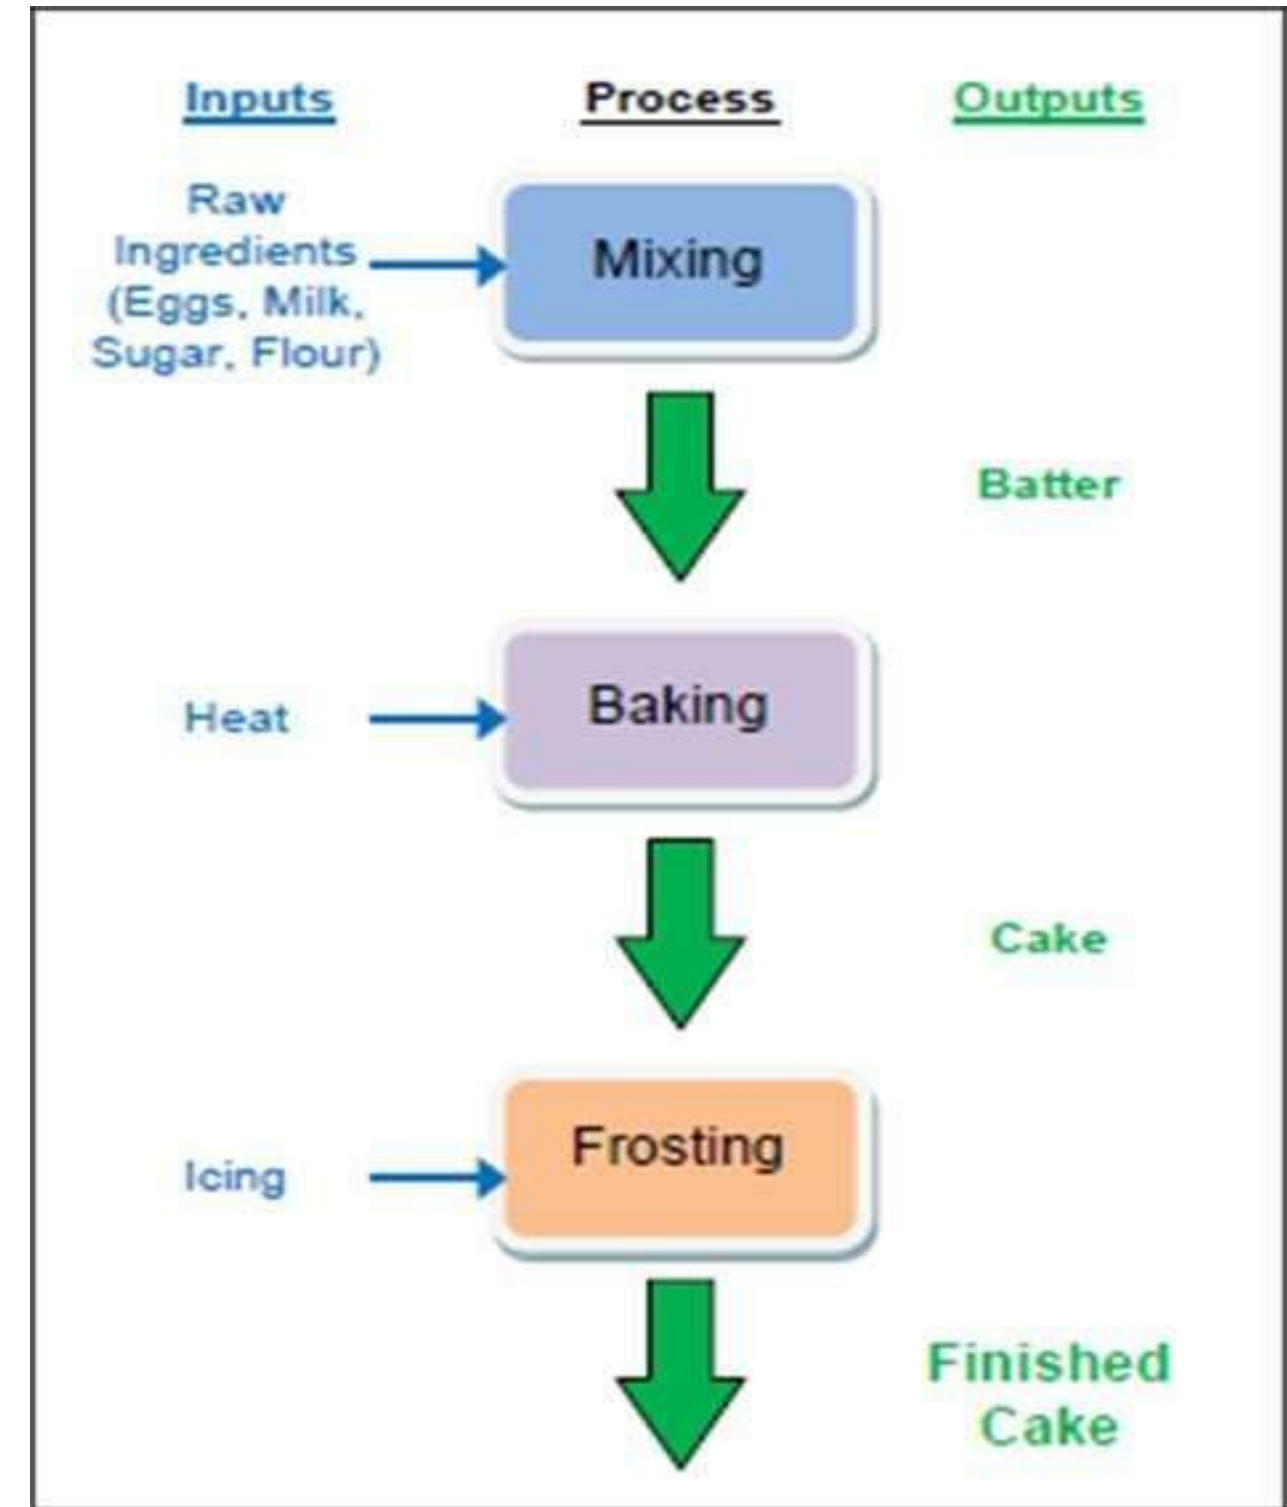 Inputs
Process
Outputs
Raw
Ingredients
(Eggs, Milk,
Sugar, Flour)
Mixing
Batter
Heat
Baking
Cake
Icing
Frosting
Finished
Cake